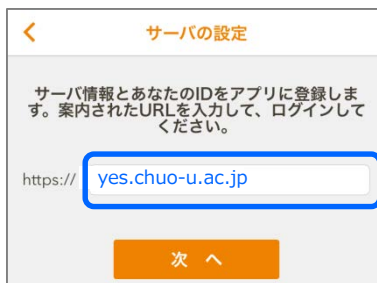 サーバの設定
サーバ情報とあなたのIDをアプリに登録しま
す。案内されたURLを入力して、ログインして
ください。
https:// yes.chuo-u.ac.jp
次 へ